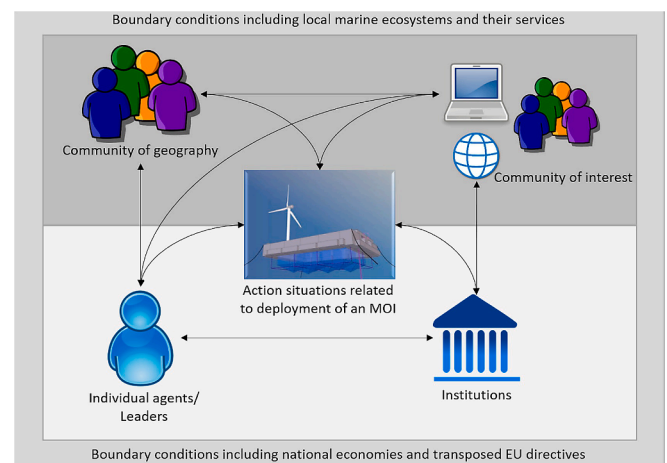 Boundary conditions including local marine ecosystems and their services
Community of geography
Community of interest
Action situations related
to deployment of an MOI
Individual agents/
Leaders
Institutions
Boundary conditions including national economies and transposed EU directives